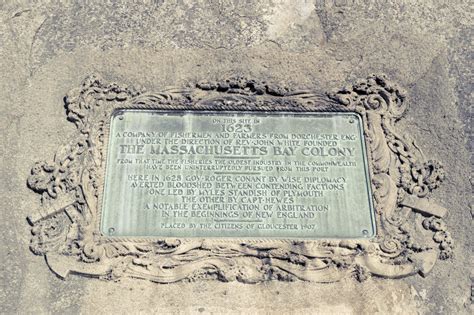 ON THIS SITE IN
1623
A COMPANY OF FISHERMEN AND FARMERS FROM DORCHESTER ENG.
UNDER THE DIRECTION OF REV. JOHN WHITE FOUNDED
THE MASSACHUSETTS BAY COLONY
FROM THAT TIME THE FISHERIES THE OLDEST INDUSTRY IN THE COMMONWEALTH
HAVE BEEN UNINTERRUPTEDLY PURSUED FROM THIS PORT
HERE IN 1625 GOV. ROGER CONANT BY WISE DIPLOMACY
AVERTED BLOODSHED BETWEEN CONTENDING FACTIONS
ONE LED BY MYLES STANDISH OF PLYMOUTH
THE OTHER BY CAPT. HEWES
A NOTABLE EXEMPLIFICATION OF ARBITRATION
IN THE BEGINNINGS OF NEW ENGLAND
PLACED BY THE CITIZENS OF GLOUCESTER 1907